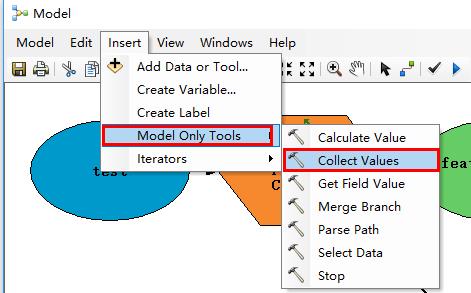 Model
Model Edit Insert View Windows Help
Add Data or Tool...
Create Variable...
Create Label
Model Only Tools
Iterators
Calculate Value
Collect Values
Get Field Value
Merge Branch
Parse Path
Select Data
Stop
test
C
fea